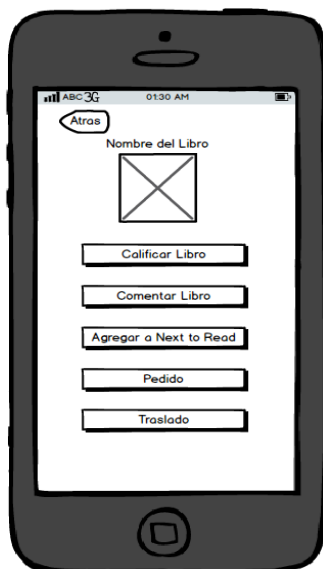 ABC 3G 01:30 AM
Atras
Nombre del Libro
Calificar Libro
Comentar Libro
Agregar a Next to Read
Pedido
Traslado